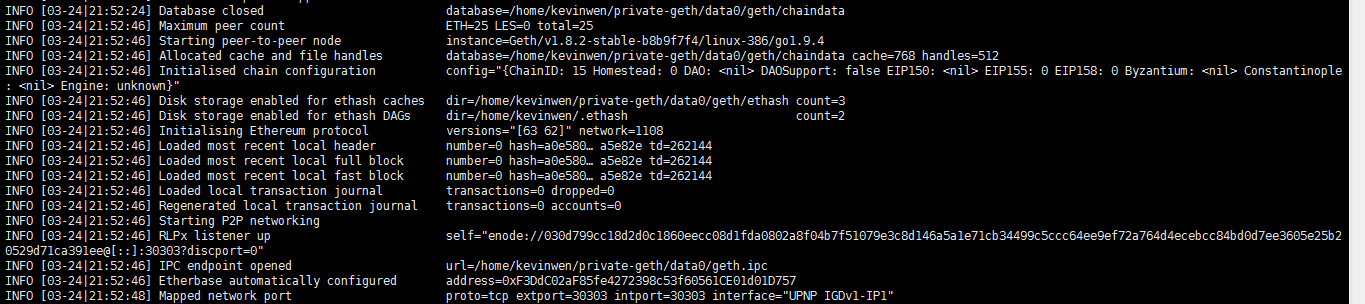 INFO [03-24|21:52:24] Database closed database=/home/kevinwen/private-geth/data0/geth/chaindata
INFO [03-24|21:52:46] Maximum peer count ETH=25 LES=0 total=25
INFO [03-24|21:52:46] Starting peer-to-peer node instance=Geth/v1.8.2-stable-b8b9f7f4/linux-386/go1.9.4
INFO [03-24|21:52:46] Allocated cache and file handles database=/home/kevinwen/private-geth/data0/geth/chaindata cache=768 handles=512
INFO [03-24|21:52:46] Initialised chain configuration config="{ChainID: 15 Homestead: 0 DAO: <nil> DAOSupport: false EIP150: <nil> EIP155: 0 EIP158: 0 Byzantium: <nil> Constantinople
: <nil> Engine: unknown}"
INFO [03-24|21:52:46] Disk storage enabled for ethash caches dir=/home/kevinwen/private-geth/data0/geth/ethash count=3
INFO [03-24|21:52:46] Disk storage enabled for ethash DAGs dir=/home/kevinwen/.ethash count=2
INFO [03-24|21:52:46] Initialising Ethereum protocol versions="[63 62]" network=1108
INFO [03-24|21:52:46] Loaded most recent local header number=0 hash=a0e580… a5e82e td=262144
INFO [03-24|21:52:46] Loaded most recent local full block number=0 hash=a0e580… a5e82e td=262144
INFO [03-24|21:52:46] Loaded most recent local fast block number=0 hash=a0e580… a5e82e td=262144
INFO [03-24|21:52:46] Loaded local transaction journal transactions=0 dropped=0
INFO [03-24|21:52:46] Regenerated local transaction journal transactions=0 accounts=0
INFO [03-24|21:52:46] Starting P2P networking
INFO [03-24|21:52:46] RLPx listener up self="enode://030d799cc18d2d0c1860eecc08d1fda0802a8f04b7f51079e3c8d146a5a1e71cb34499c5ccc64ee9ef72a764d4ecebcc84bd0d7ee3605e25b2
0529d71ca391ee@[::]:30303?discport=0"
INFO [03-24|21:52:46] IPC endpoint opened url=/home/kevinwen/private-geth/data0/geth.ipc
INFO [03-24|21:52:46] Etherbase automatically configured address=0xF3DdC02aF85fe4272398c53f60561CE01d01D757
INFO [03-24|21:52:48] Mapped network port proto=tcp extport=30303 intport=30303 interface="UPNP IGDv1-IP1"